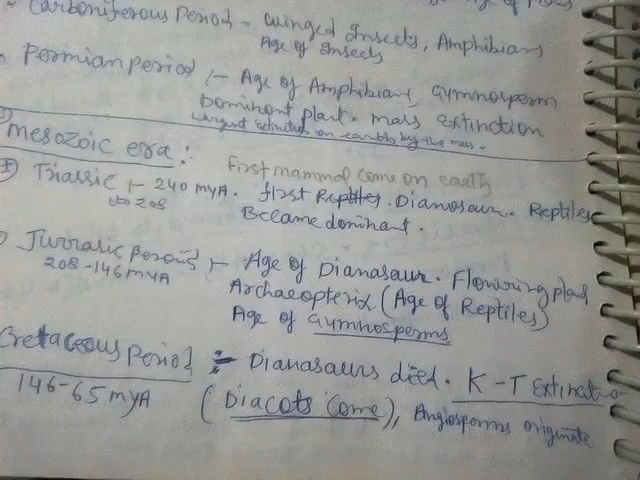 Carboniferous Period - winged Insects, Amphibians
Age of Insects
Permian period :- Age of Amphibians, Gymnosperm
Dominant plant. mass extinction
Largest extinction on earth by the mass.
Mesozoic era :
First mammal come on earth
Triassic :- 240 mya. first Reptiles. Dianosaur. Reptiles
to 208
Became dominant.
Jurrasic Period :- Age of Dianasaur. Flowering plant
208-146 mya
Archaeopterix (Age of Reptiles)
Age of Gymnosperms
Cretaceous Period :- Dianasaurs died. K-T Extinctio
146-65 mya
(Diacots Come), Angiosperms originate